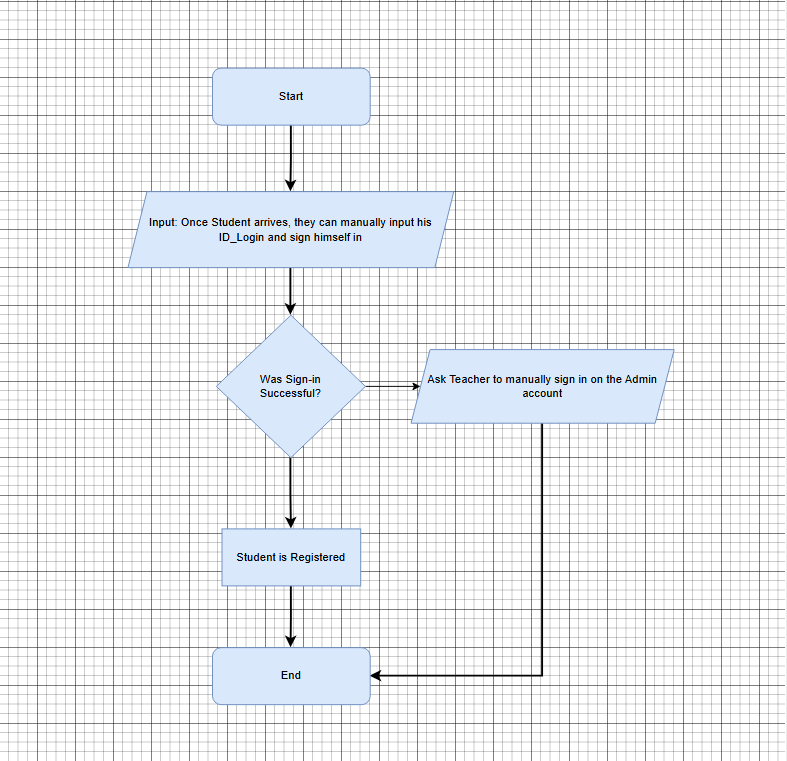 Start
Input: Once Student arrives, they can manually input his
ID_Login and sign himself in
Was Sign-in
Successful?
Ask Teacher to manually sign in on the Admin
account
Student is Registered
End